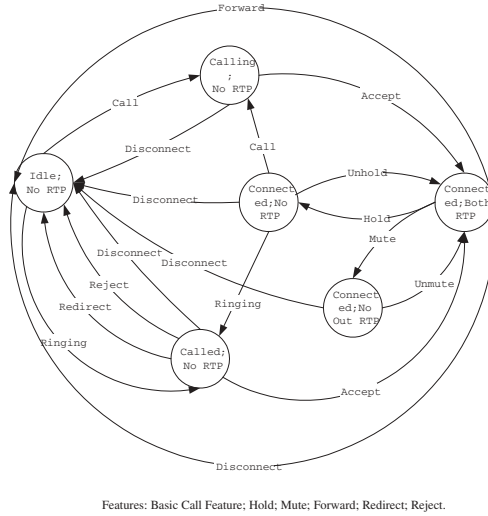 Forward
Calling
;
No RTP
Call
Accept
Disconnect
Call
Idle;
No RTP
Unhold
Connect
ed;No
RTP
Connect
ed;Both
RTP
Disconnect
Hold
Mute
Disconnect
Disconnect
Reject
Connect
ed;No
Out RTP
Unmute
Redirect
Ringing
Ringing
Called;
No RTP
Accept
Disconnect
Features: Basic Call Feature; Hold; Mute; Forward; Redirect; Reject.